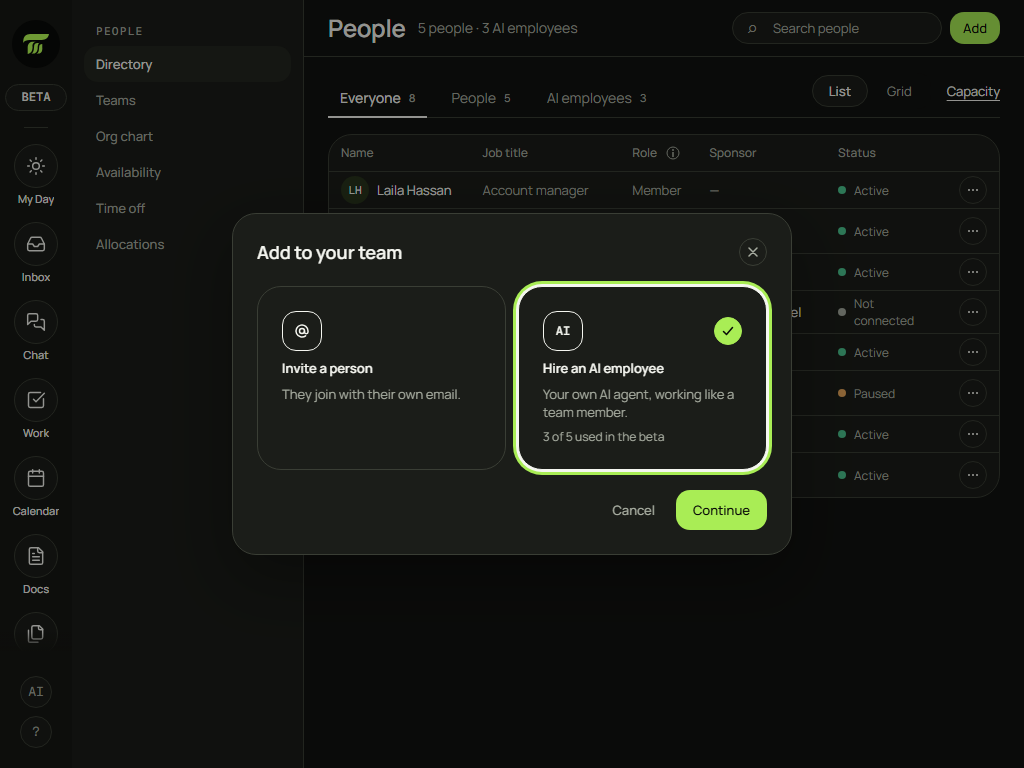 BETA
My Day
Inbox
Chat
Work
Calendar
Docs
AI
?
PEOPLE
Directory
Teams
Org chart
Availability
Time off
Allocations
People 5 people · 3 AI employees
Search people
Add
Everyone 8
People 5
AI employees 3
List
Grid
Capacity
Name Job title Role Sponsor Status
LH Laila Hassan Account manager Member — Active
Active
Active
Not
connected
Active
Paused
Active
Active
Add to your team
@
Invite a person
They join with their own email.
AI
Hire an AI employee
Your own AI agent, working like a
team member.
3 of 5 used in the beta
Cancel
Continue